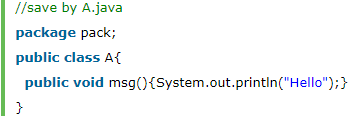 //save by A.java
package pack;
public class A{
  public void msg(){System.out.println("Hello");}
}